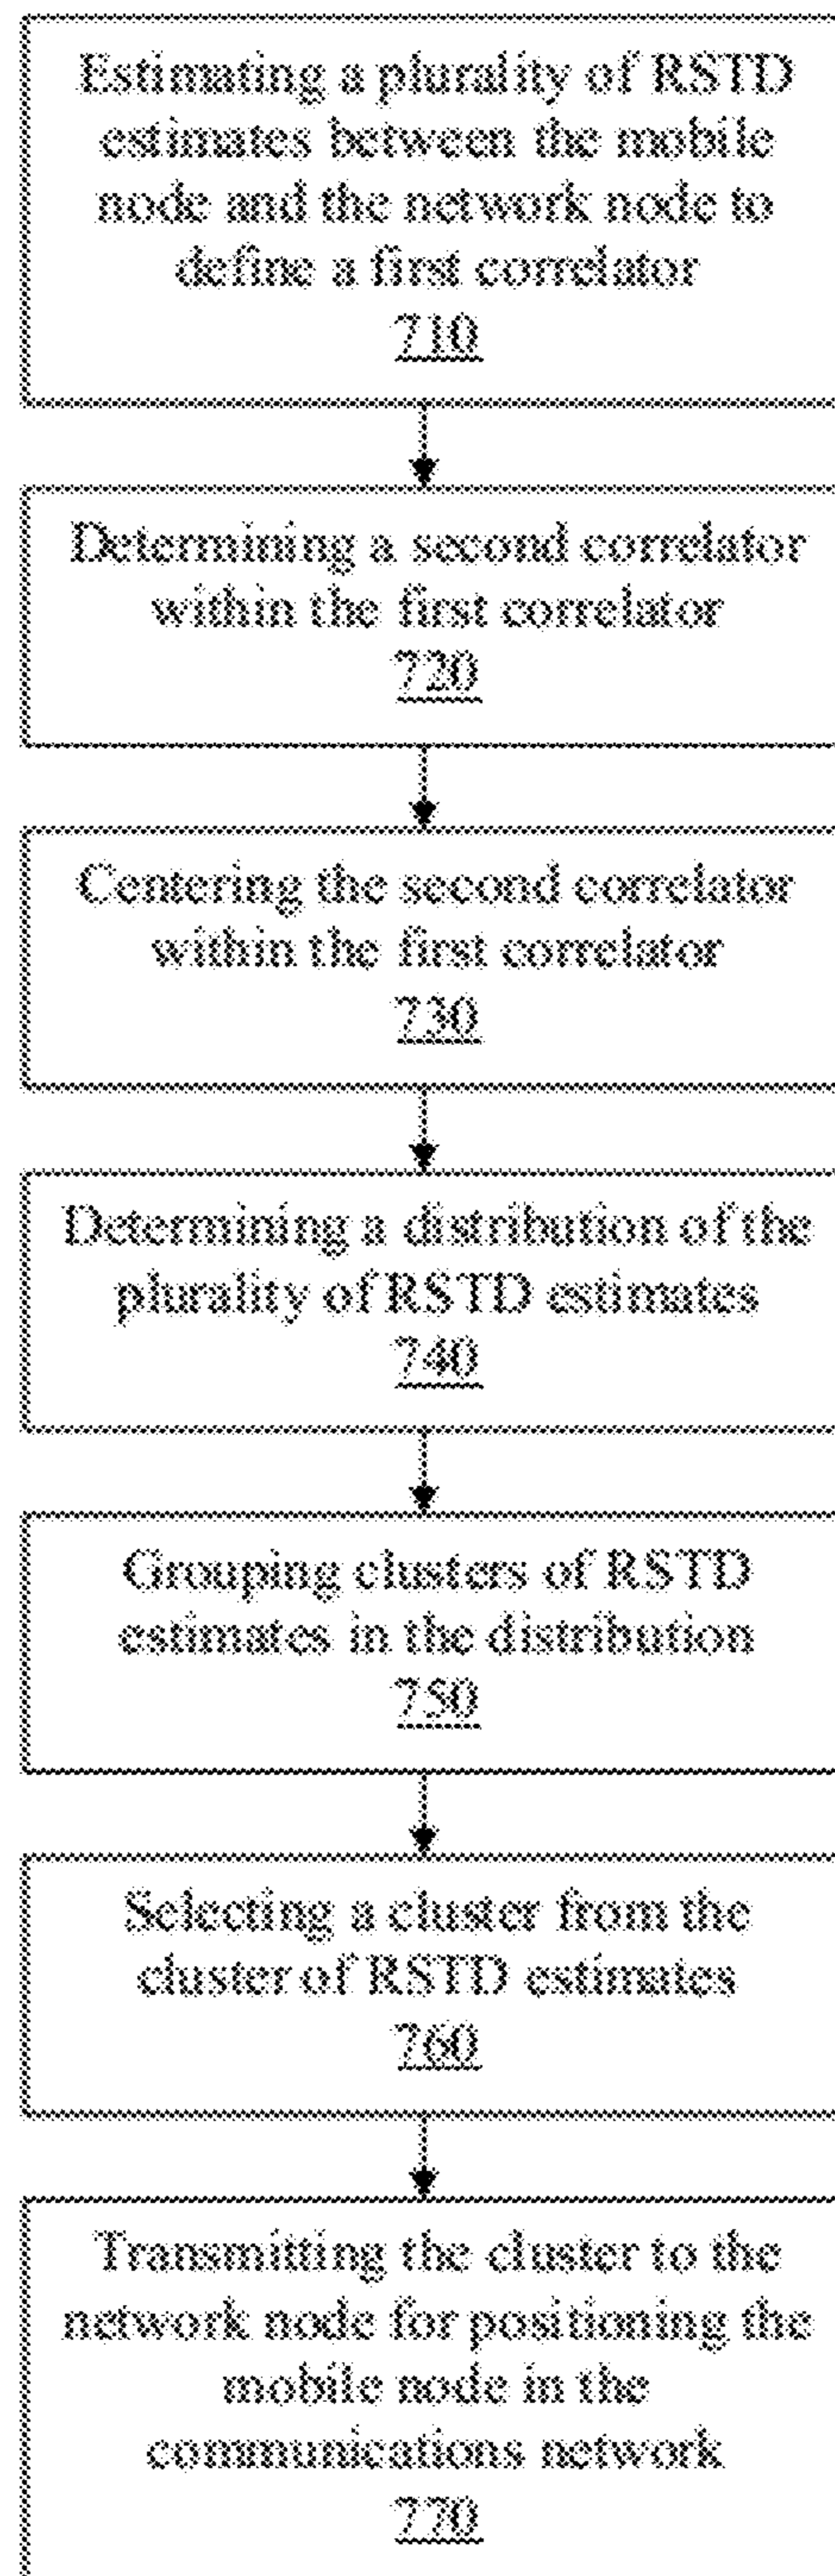 Estimating a plurality of RSTD
estimates between the mobile
node and the network node to
define a first correlator
710
Determining a second correlator
within the first correlator
720
Centering the second correlator
within the first correlator
730
Determining a distribution of the
plurality of RSTD estimates
740
Grouping clusters of RSTD
estimates in the distribution
750
Selecting a cluster from the
cluster of RSTD estimates
760
Transmitting the cluster to the
network node for positioning the
mobile node in the
communications network
770